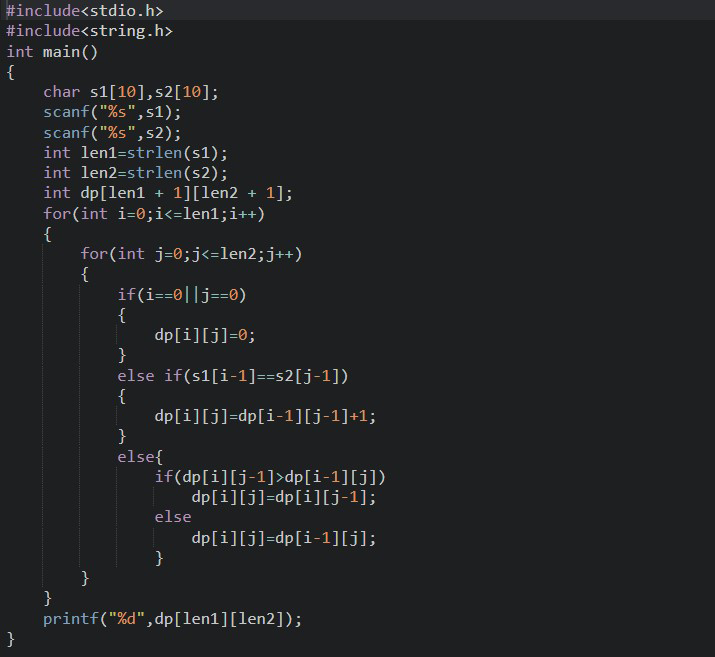 #include<stdio.h>
#include<string.h>
int main()
{
    char s1[10],s2[10];
    scanf("%s",s1);
    scanf("%s",s2);
    int len1=strlen(s1);
    int len2=strlen(s2);
    int dp[len1 + 1][len2 + 1];
    for(int i=0;i<=len1;i++)
    {
        for(int j=0;j<=len2;j++)
        {
            if(i==0||j==0)
            {
                dp[i][j]=0;
            }
            else if(s1[i-1]==s2[j-1])
            {
                dp[i][j]=dp[i-1][j-1]+1;
            }
            else{
                if(dp[i][j-1]>dp[i-1][j])
                    dp[i][j]=dp[i][j-1];
                else
                    dp[i][j]=dp[i-1][j];
                }
        }
    }
    printf("%d",dp[len1][len2]);
}